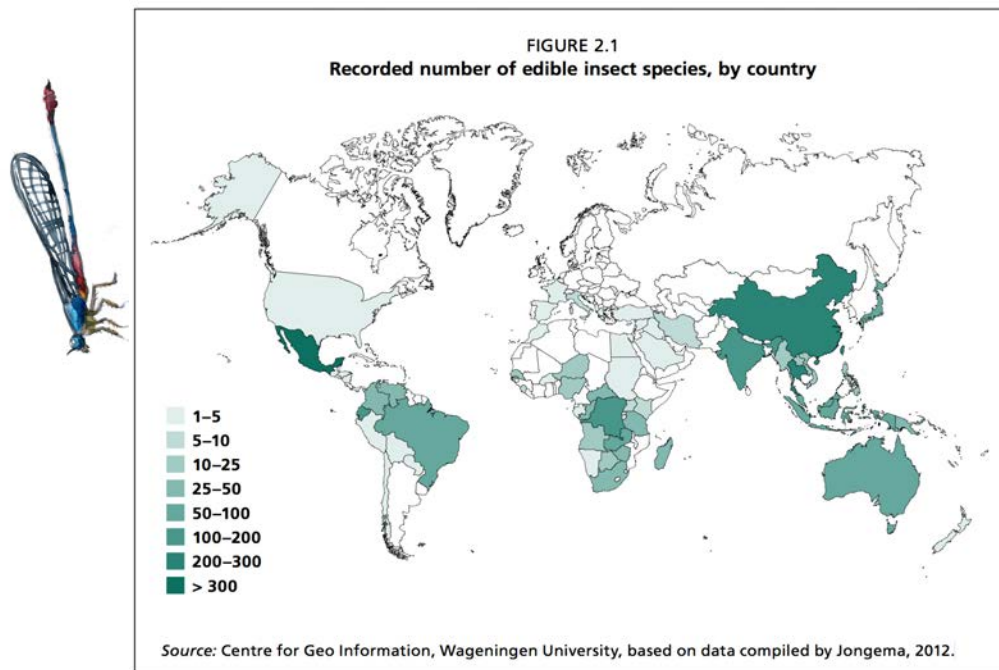 FIGURE 2.1
Recorded number of edible insect species, by country
1–5
5–10
10–25
25–50
50–100
100–200
200–300
> 300
Source: Centre for Geo Information, Wageningen University, based on data compiled by Jongema, 2012.